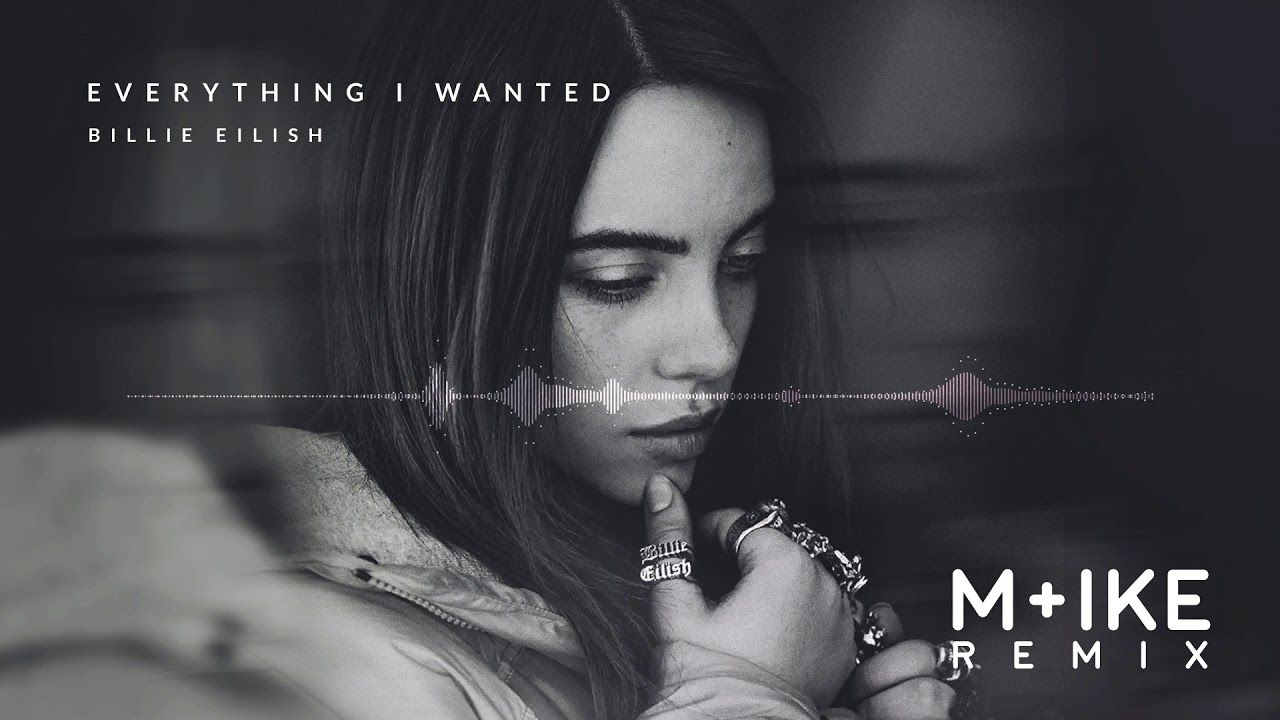 EVERYTHING I WANTED
BILLIE EILISH
Billie
Eilish
M+IKE
REMIX